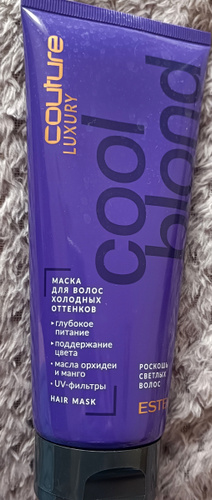 couture
LUXURY
cool
blond
МАСКА
ДЛЯ ВОЛОС
ХОЛОДНЫХ
ОТТЕНКОВ
▸глубокое
питание
▸поддержание
цвета
▸масла орхидеи
и манго
▸UV-фильтры
HAIR MASK
РОСКОШЬ
СВЕТЛЫХ
ВОЛОС
ESTE